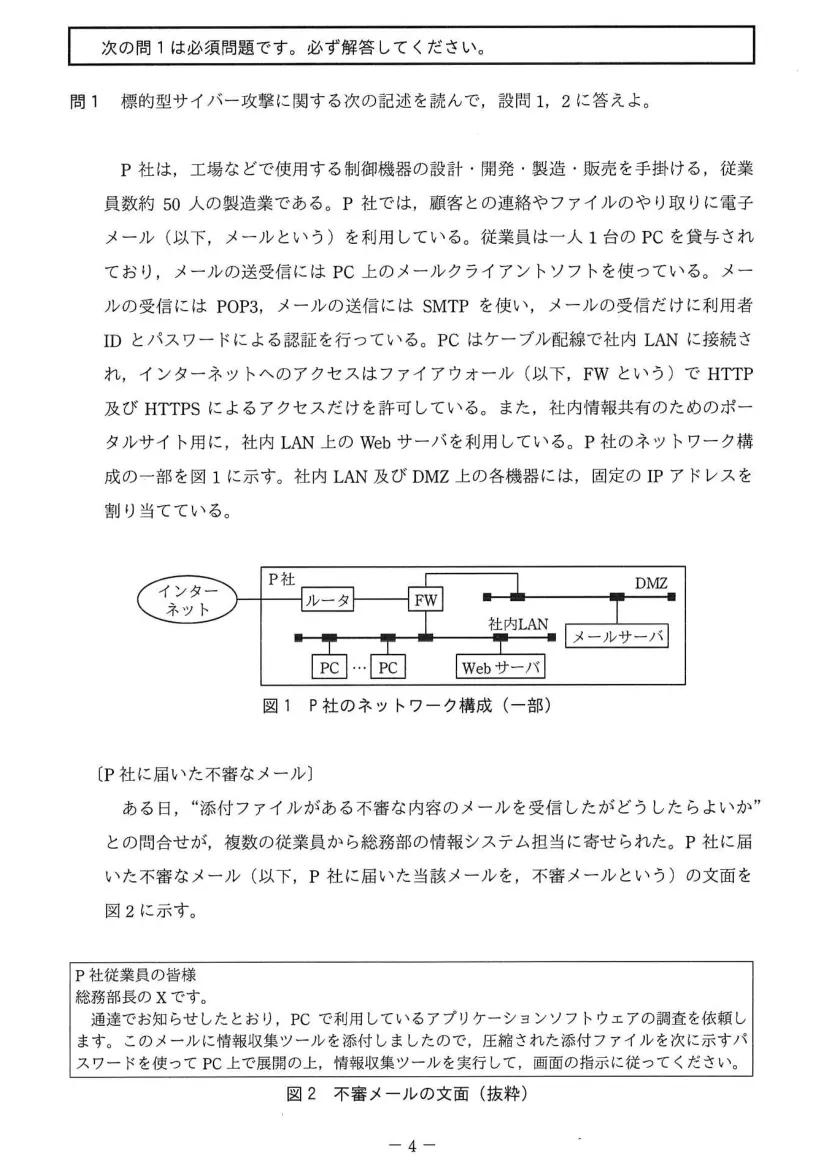 次の問1は必須問題です。必ず解答してください。
問1　標的型サイバー攻撃に関する次の記述を読んで，設問1，2に答えよ。
P社は，工場などで使用する制御機器の設計・開発・製造・販売を手掛ける，従業
員数約 50 人の製造業である。P社では，顧客との連絡やファイルのやり取りに電子
メール（以下，メールという）を利用している。従業員は一人1台のPCを貸与され
ており，メールの送受信にはPC上のメールクライアントソフトを使っている。メー
ルの受信には POP3，メールの送信には SMTP を使い，メールの受信だけに利用者
ID とパスワードによる認証を行っている。PC はケーブル配線で社内 LAN に接続さ
れ，インターネットへのアクセスはファイアウォール（以下，FWという）でHTTP
及び HTTPS によるアクセスだけを許可している。また，社内情報共有のためのポー
タルサイト用に，社内LAN上のWebサーバを利用している。P社のネットワーク構
成の一部を図1に示す。社内LAN及びDMZ上の各機器には，固定のIPアドレスを
割り当てている。
インター
ネット
P社
ルータ
FW
DMZ
社内LAN
メールサーバ
PC
…
PC
Webサーバ
図1　P社のネットワーク構成（一部）
〔P社に届いた不審なメール〕
ある日，“添付ファイルがある不審な内容のメールを受信したがどうしたらよいか”
との問合せが，複数の従業員から総務部の情報システム担当に寄せられた。P社に届
いた不審なメール（以下，P社に届いた当該メールを，不審メールという）の文面を
図2に示す。
P社従業員の皆様
総務部長のXです。
通達でお知らせしたとおり，PCで利用しているアプリケーションソフトウェアの調査を依頼し
ます。このメールに情報収集ツールを添付しましたので，圧縮された添付ファイルを次に示すパ
スワードを使ってPC上で展開の上，情報収集ツールを実行して，画面の指示に従ってください。
図2　不審メールの文面（抜粋）
－ 4 －